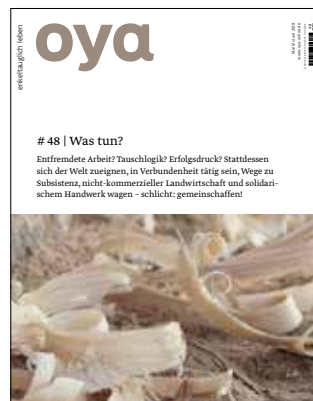 enkeltauglich leben
oya
# 48 | Was tun?
Entfremdete Arbeit? Tauschlogik? Erfolgsdruck? Stattdessen
sich der Welt zueignen, in Verbundenheit tätig sein, Wege zu
Subsistenz, nicht-kommerzieller Landwirtschaft und solidari-
schem Handwerk wagen – schlicht: gemeinschaffen!